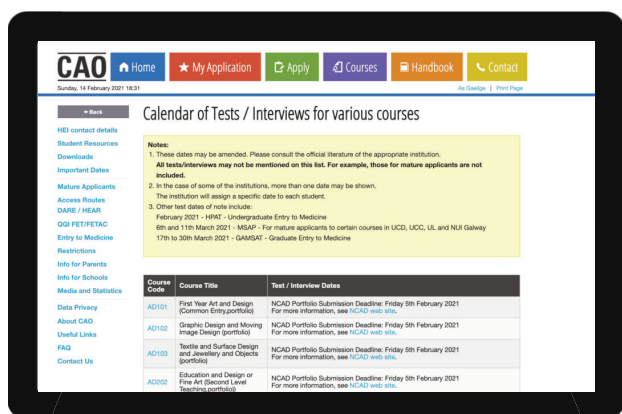 CAO
Home
My Application
Apply
Courses
Handbook
Contact
Sunday, 14 February 2021 18:31
As Gaeilge | Print Page
Back
HEI contact details
Student Resources
Downloads
Important Dates
Mature Applicants
Access Routes
DARE / HEAR
QQI FET/FETAC
Entry to Medicine
Restrictions
Info for Parents
Info for Schools
Media and Statistics
Data Privacy
About CAO
Useful Links
FAQ
Contact Us
Calendar of Tests / Interviews for various courses
Notes:
1. These dates may be amended. Please consult the official literature of the appropriate institution.
All tests/interviews may not be mentioned on this list. For example, those for mature applicants are not
included.
2. In the case of some of the institutions, more than one date may be shown.
The institution will assign a specific date to each student.
3. Other test dates of note include:
February 2021 - HPAT - Undergraduate Entry to Medicine
6th and 11th March 2021 - MSAP - For mature applicants to certain courses in UCD, UCC, UL and NUI Galway
17th to 30th March 2021 - GAMSAT - Graduate Entry to Medicine
Course Code
Course Title
Test / Interview Dates
AD101
First Year Art and Design
(Common Entry,portfolio)
NCAD Portfolio Submission Deadline: Friday 5th February 2021
For more information, see NCAD web site.
AD102
Graphic Design and Moving
Image Design (portfolio)
NCAD Portfolio Submission Deadline: Friday 5th February 2021
For more information, see NCAD web site.
AD103
Textile and Surface Design
and Jewellery and Objects
(portfolio)
NCAD Portfolio Submission Deadline: Friday 5th February 2021
For more information, see NCAD web site.
AD202
Education and Design or
Fine Art (Second Level
Teaching,portfolio))
NCAD Portfolio Submission Deadline: Friday 5th February 2021
For more information, see NCAD web site.